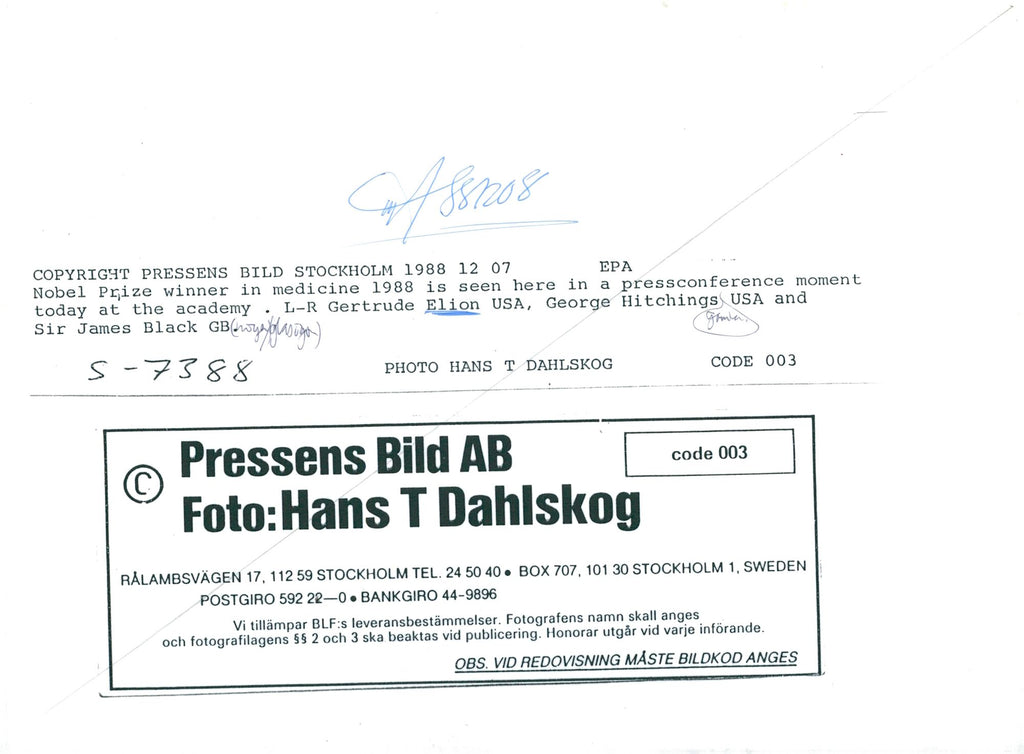 881208
COPYRIGHT PRESSENS BILD STOCKHOLM 1988 12 07 EPA
Nobel Prize winner in medicine 1988 is seen here in a pressconference moment
today at the academy . L-R Gertrude Elion USA, George Hitchings USA and
Sir James Black GB.
S-7388 PHOTO HANS T DAHLSKOG CODE 003
© Pressens Bild AB code 003
Foto: Hans T Dahlskog
RÅLAMBSVÄGEN 17, 112 59 STOCKHOLM TEL. 24 50 40 • BOX 707, 101 30 STOCKHOLM 1, SWEDEN
POSTGIRO 592 22—0 • BANKGIRO 44-9896
Vi tillämpar BLF:s leveransbestämmelser. Fotografens namn skall anges
och fotografilagens §§ 2 och 3 ska beaktas vid publicering. Honorar utgår vid varje införande.
OBS. VID REDOVISNING MÅSTE BILDKOD ANGES